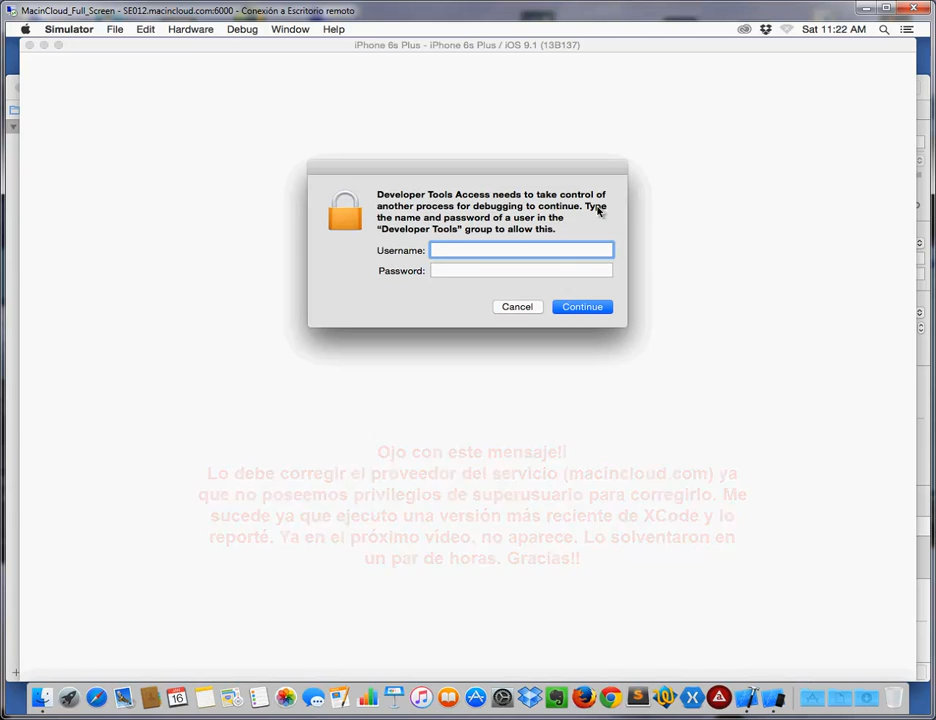 MacinCloud_Full_Screen - SE012.macincloud.com:6000 - Conexión a Escritorio remoto
Simulator File Edit Hardware Debug Window Help Sat 11:22 AM
iPhone 6s Plus - iPhone 6s Plus / iOS 9.1 (13B137)
Developer Tools Access needs to take control of
another process for debugging to continue. Type
the name and password of a user in the
“Developer Tools” group to allow this.
Username:
Password:
Cancel Continue
Ojo con este mensaje!!
Lo debe corregir el proveedor del servicio (macincloud.com) ya
que no poseemos privilegios de superusuario para corregirlo. Me
sucede ya que ejecuto una versión más reciente de XCode y lo
reporté. Ya en el próximo vídeo, no aparece. Lo solventaron en
un par de horas. Gracias!!
16